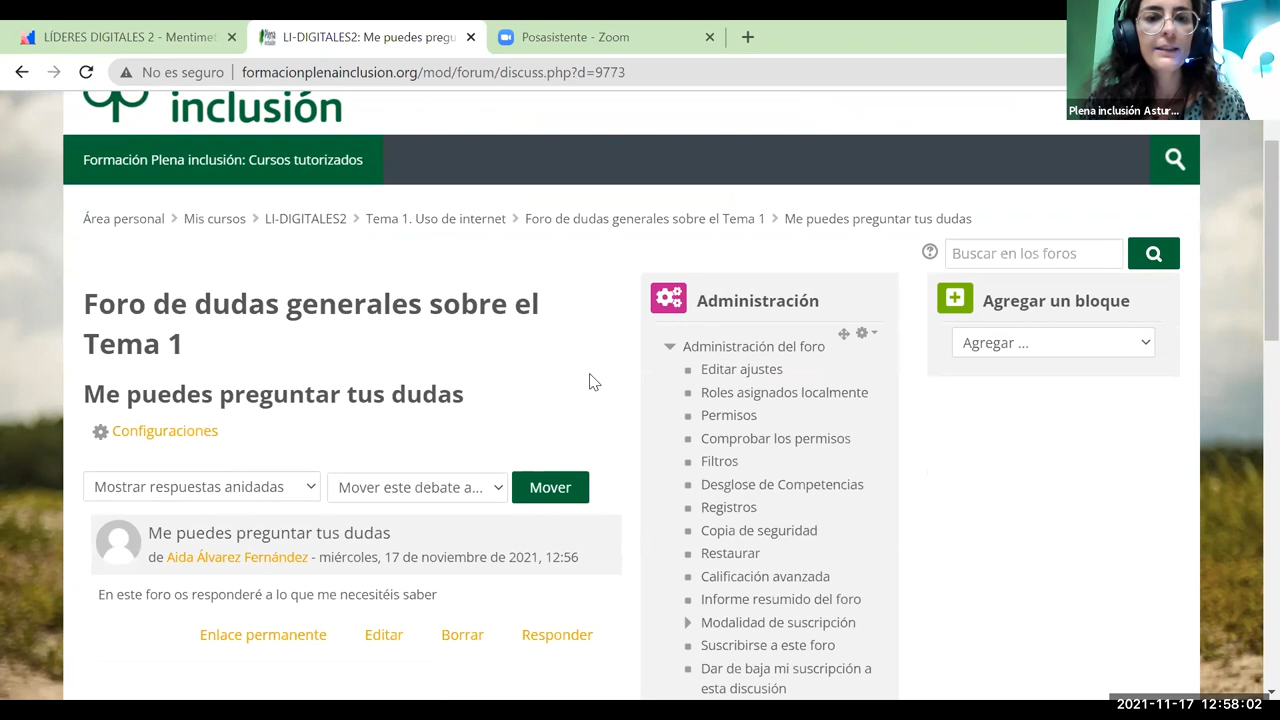 LÍDERES DIGITALES 2 - Mentimet
LI-DIGITALES2: Me puedes pregu
Posasistente - Zoom
No es seguro
formacionplenainclusion.org/mod/forum/discuss.php?d=9773
Plena inclusión Astur...
inclusión
Formación Plena inclusión: Cursos tutorizados
Área personal
Mis cursos
LI-DIGITALES2
Tema 1. Uso de internet
Foro de dudas generales sobre el Tema 1
Me puedes preguntar tus dudas
Buscar en los foros
Foro de dudas generales sobre el
Tema 1
Me puedes preguntar tus dudas
Configuraciones
Mostrar respuestas anidadas
Mover este debate a...
Mover
Me puedes preguntar tus dudas
de Aida Álvarez Fernández - miércoles, 17 de noviembre de 2021, 12:56
En este foro os responderé a lo que me necesitéis saber
Enlace permanente
Editar
Borrar
Responder
Administración
Administración del foro
Editar ajustes
Roles asignados localmente
Permisos
Comprobar los permisos
Filtros
Desglose de Competencias
Registros
Copia de seguridad
Restaurar
Calificación avanzada
Informe resumido del foro
Modalidad de suscripción
Suscribirse a este foro
Dar de baja mi suscripción a
esta discusión
Agregar un bloque
Agregar ...
2021-11-17 12:58:02